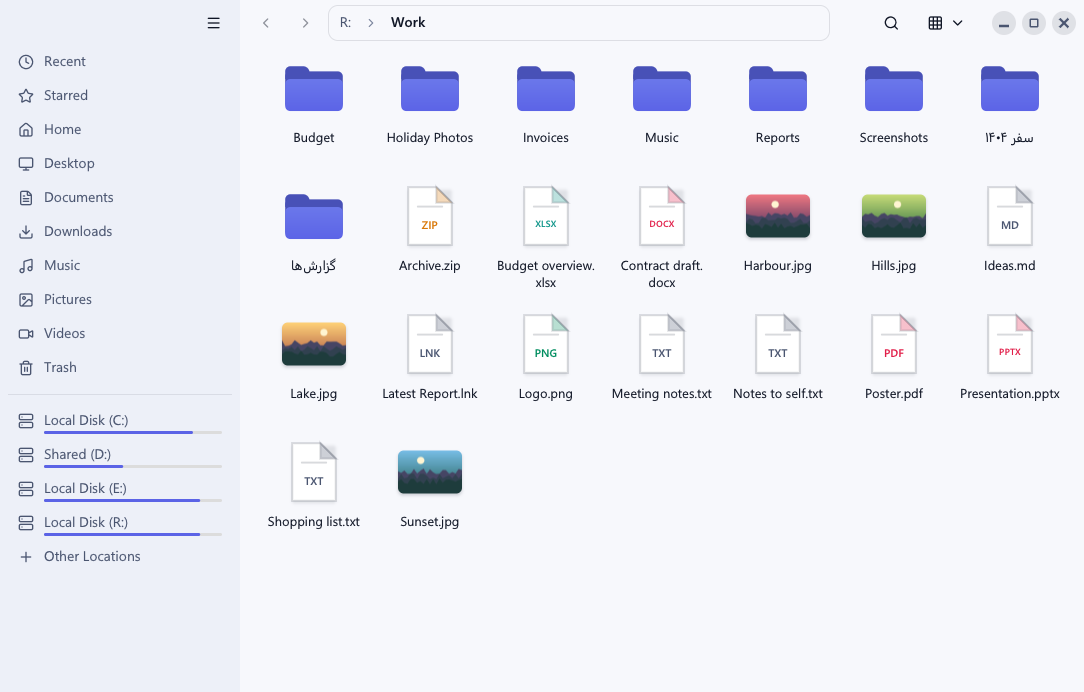 R: Work
Recent
Starred
Home
Desktop
Documents
Downloads
Music
Pictures
Videos
Trash
Local Disk (C:)
Shared (D:)
Local Disk (E:)
Local Disk (R:)
Other Locations
Budget
Holiday Photos
Invoices
Music
Reports
Screenshots
سفر ۱۴۰۴
گزارش‌ها
ZIP
Archive.zip
XLSX
Budget overview.
xlsx
DOCX
Contract draft.
docx
Harbour.jpg
Hills.jpg
MD
Ideas.md
Lake.jpg
LNK
Latest Report.lnk
PNG
Logo.png
TXT
Meeting notes.txt
TXT
Notes to self.txt
PDF
Poster.pdf
PPTX
Presentation.pptx
TXT
Shopping list.txt
Sunset.jpg